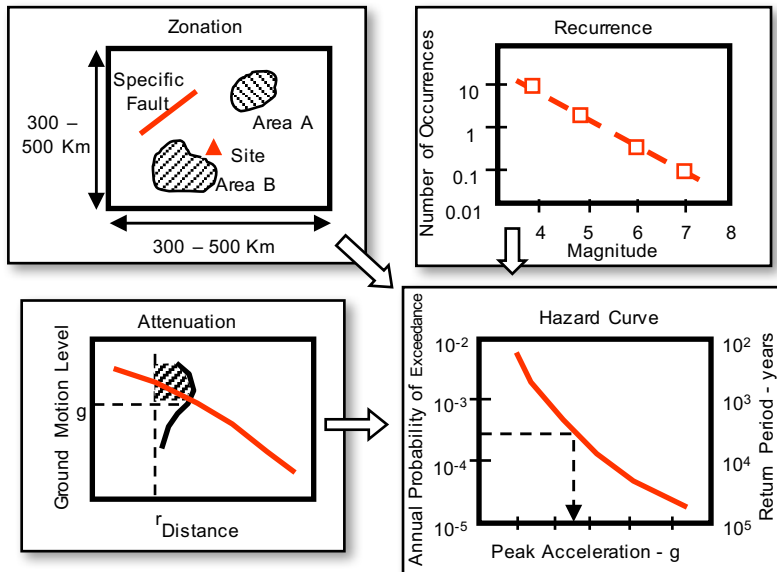 Zonation
Specific
Fault
Area A
Site
Area B
300 –
500 Km
300 – 500 Km
Recurrence
Number of Occurrences
10
1
0.1
0.01
4 5 6 7 8
Magnitude
Attenuation
Ground Motion Level
g
r
Distance
Hazard Curve
Annual Probability of Exceedance
10-2
10-3
10-4
10-5
102
103
104
105
Return Period - years
Peak Acceleration - g